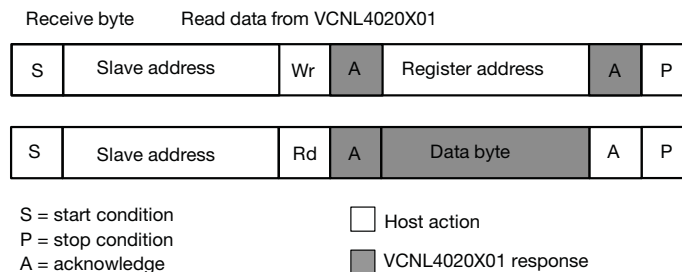 Receive byte Read data from VCNL4020X01
S Slave address Wr A Register address A P
S Slave address Rd A Data byte A P
S = start condition
P = stop condition
A = acknowledge
Host action
VCNL4020X01 response